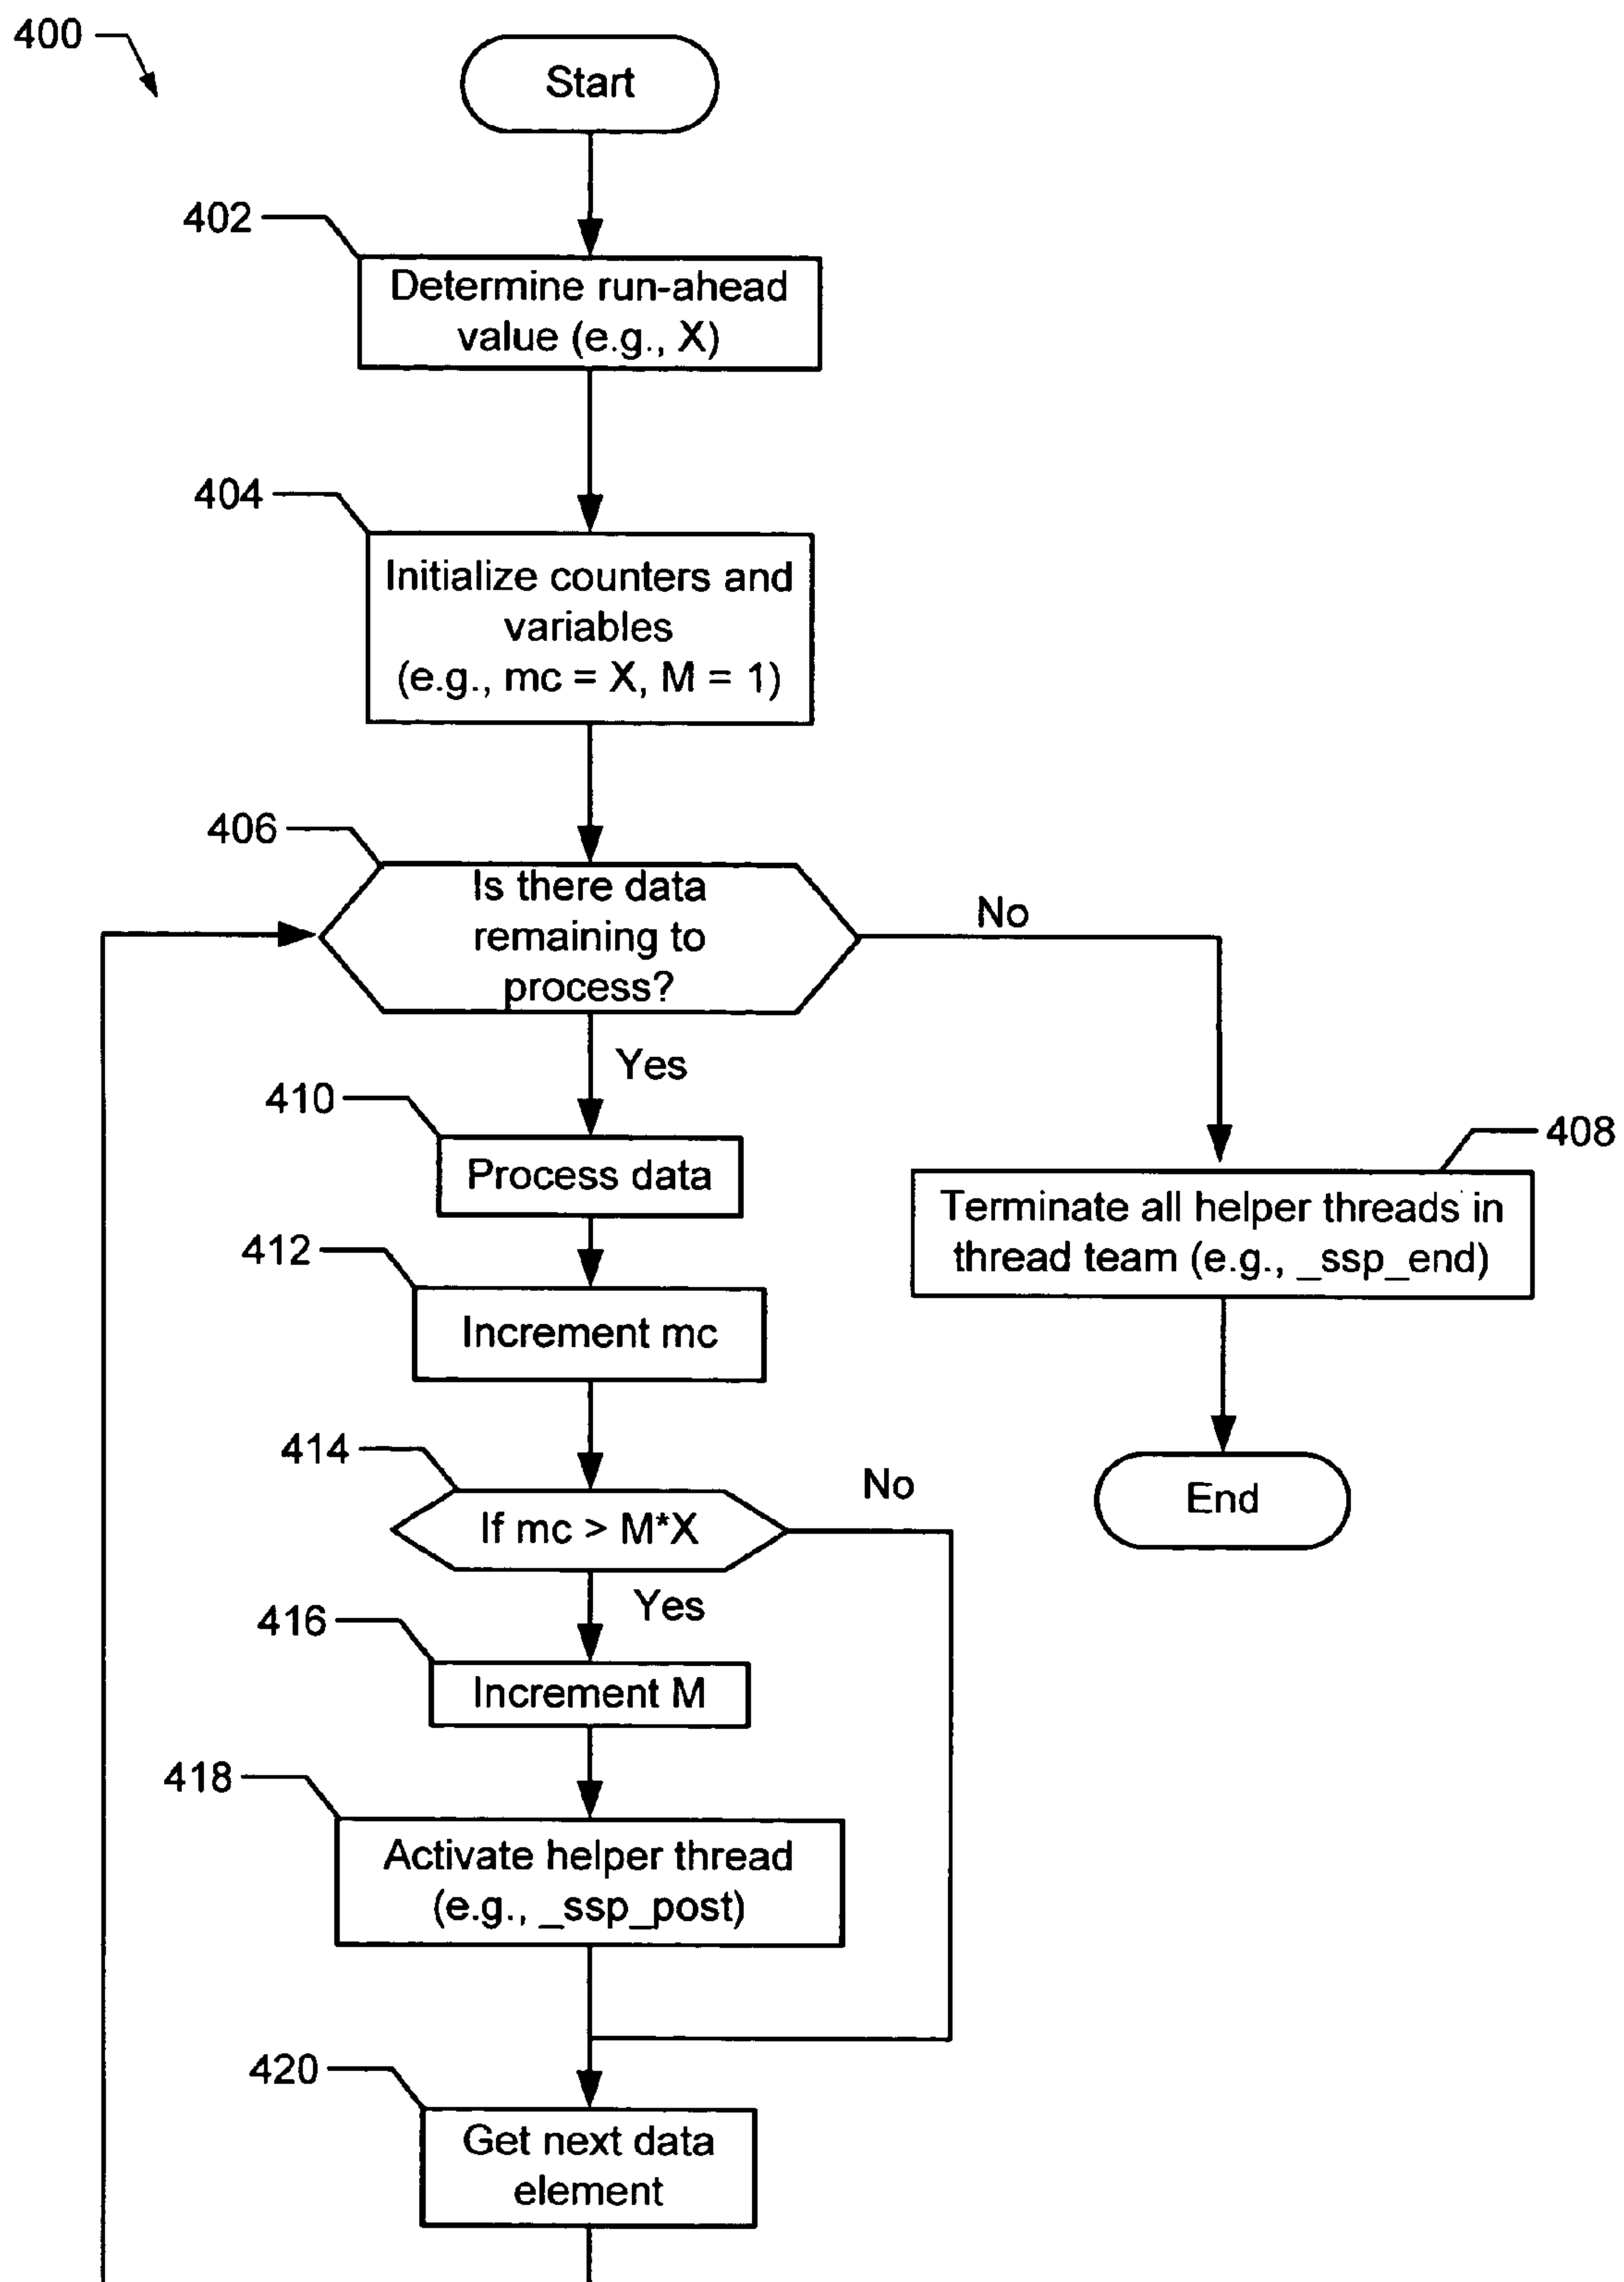 400
Start
402
Determine run-ahead
value (e.g., X)
404
Initialize counters and
variables
(e.g., mc = X, M = 1)
406
Is there data
remaining to
process?
No
Yes
410
Process data
408
Terminate all helper threads in
thread team (e.g., _ssp_end)
412
Increment mc
414
If mc > M*X
No
End
Yes
416
Increment M
418
Activate helper thread
(e.g., _ssp_post)
420
Get next data
element